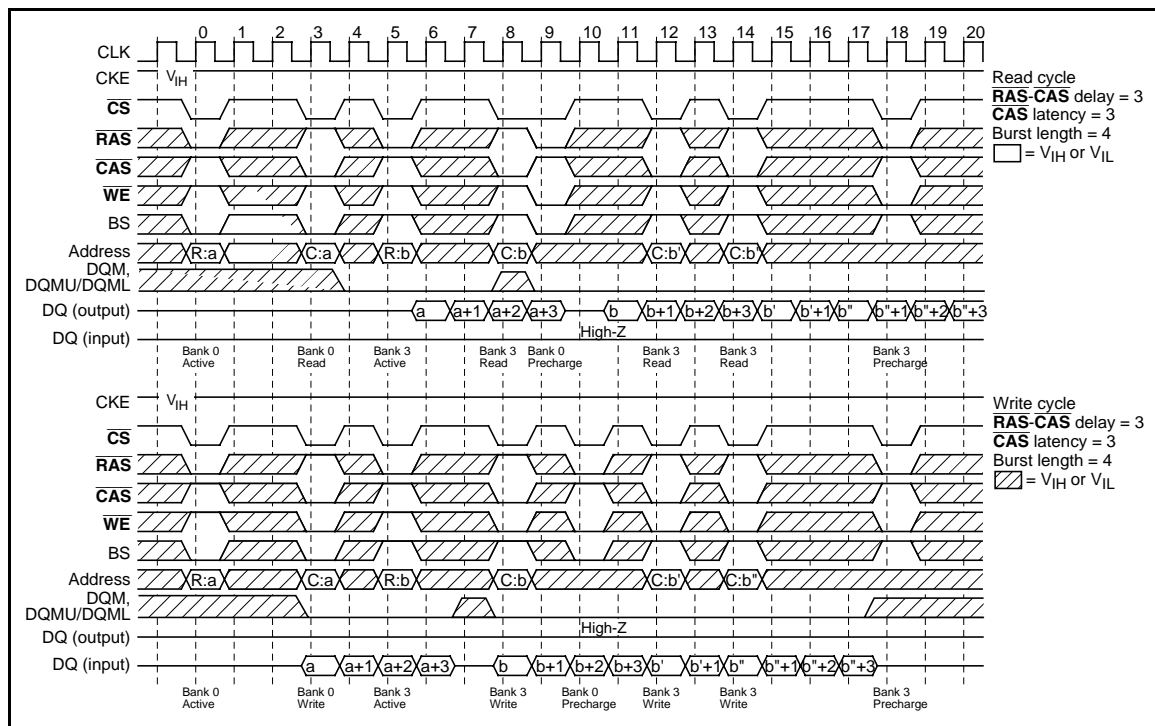 0 1 2 3 4 5 6 7 8 9 10 11 12 13 14 15 16 17 18 19 20
CLK
CKE VIH
CS
RAS
CAS
WE
BS
Address R:a C:a R:b C:b C:b' C:b"
DQM,
DQMU/DQML
DQ (output) a a+1 a+2 a+3 b b+1 b+2 b+3 b' b'+1 b" b"+1 b"+2 b"+3
High-Z
DQ (input)
Bank 0 Active
Bank 0 Read
Bank 3 Active
Bank 3 Read
Bank 0 Precharge
Bank 3 Read
Bank 3 Read
Bank 3 Precharge
Read cycle
RAS-CAS delay = 3
CAS latency = 3
Burst length = 4
= VIH or VIL
CKE VIH
CS
RAS
CAS
WE
BS
Address R:a C:a R:b C:b C:b' C:b"
DQM,
DQMU/DQML
High-Z
DQ (output)
DQ (input) a a+1 a+2 a+3 b b+1 b+2 b+3 b' b'+1 b" b"+1 b"+2 b"+3
Bank 0 Active
Bank 0 Write
Bank 3 Active
Bank 3 Write
Bank 0 Precharge
Bank 3 Write
Bank 3 Write
Bank 3 Precharge
Write cycle
RAS-CAS delay = 3
CAS latency = 3
Burst length = 4
= VIH or VIL